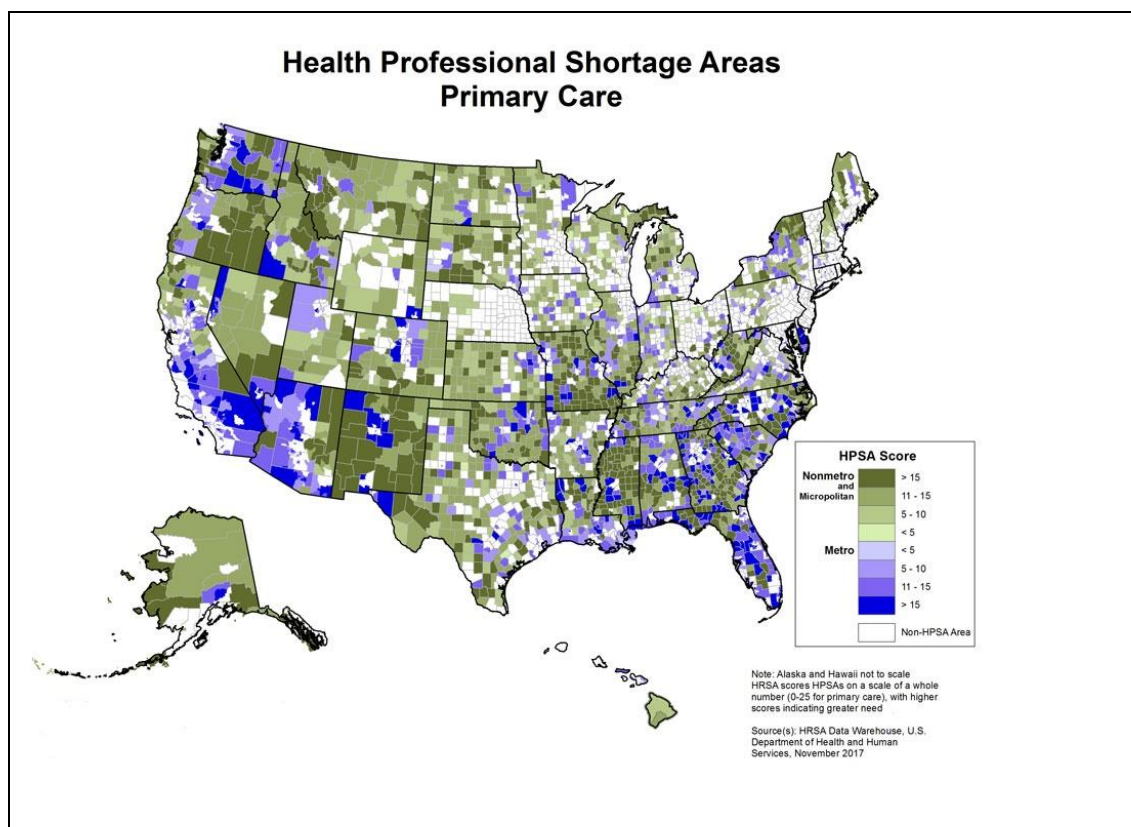 Health Professional Shortage Areas
Primary Care
HPSA Score
Nonmetro
and
Micropolitan
> 15
11 - 15
5 - 10
< 5
Metro
< 5
5 - 10
11 - 15
> 15
Non-HPSA Area
Note: Alaska and Hawaii not to scale
HRSA scores HPSAs on a scale of a whole
number (0-25 for primary care), with higher
scores indicating greater need
Source(s): HRSA Data Warehouse, U.S.
Department of Health and Human
Services, November 2017